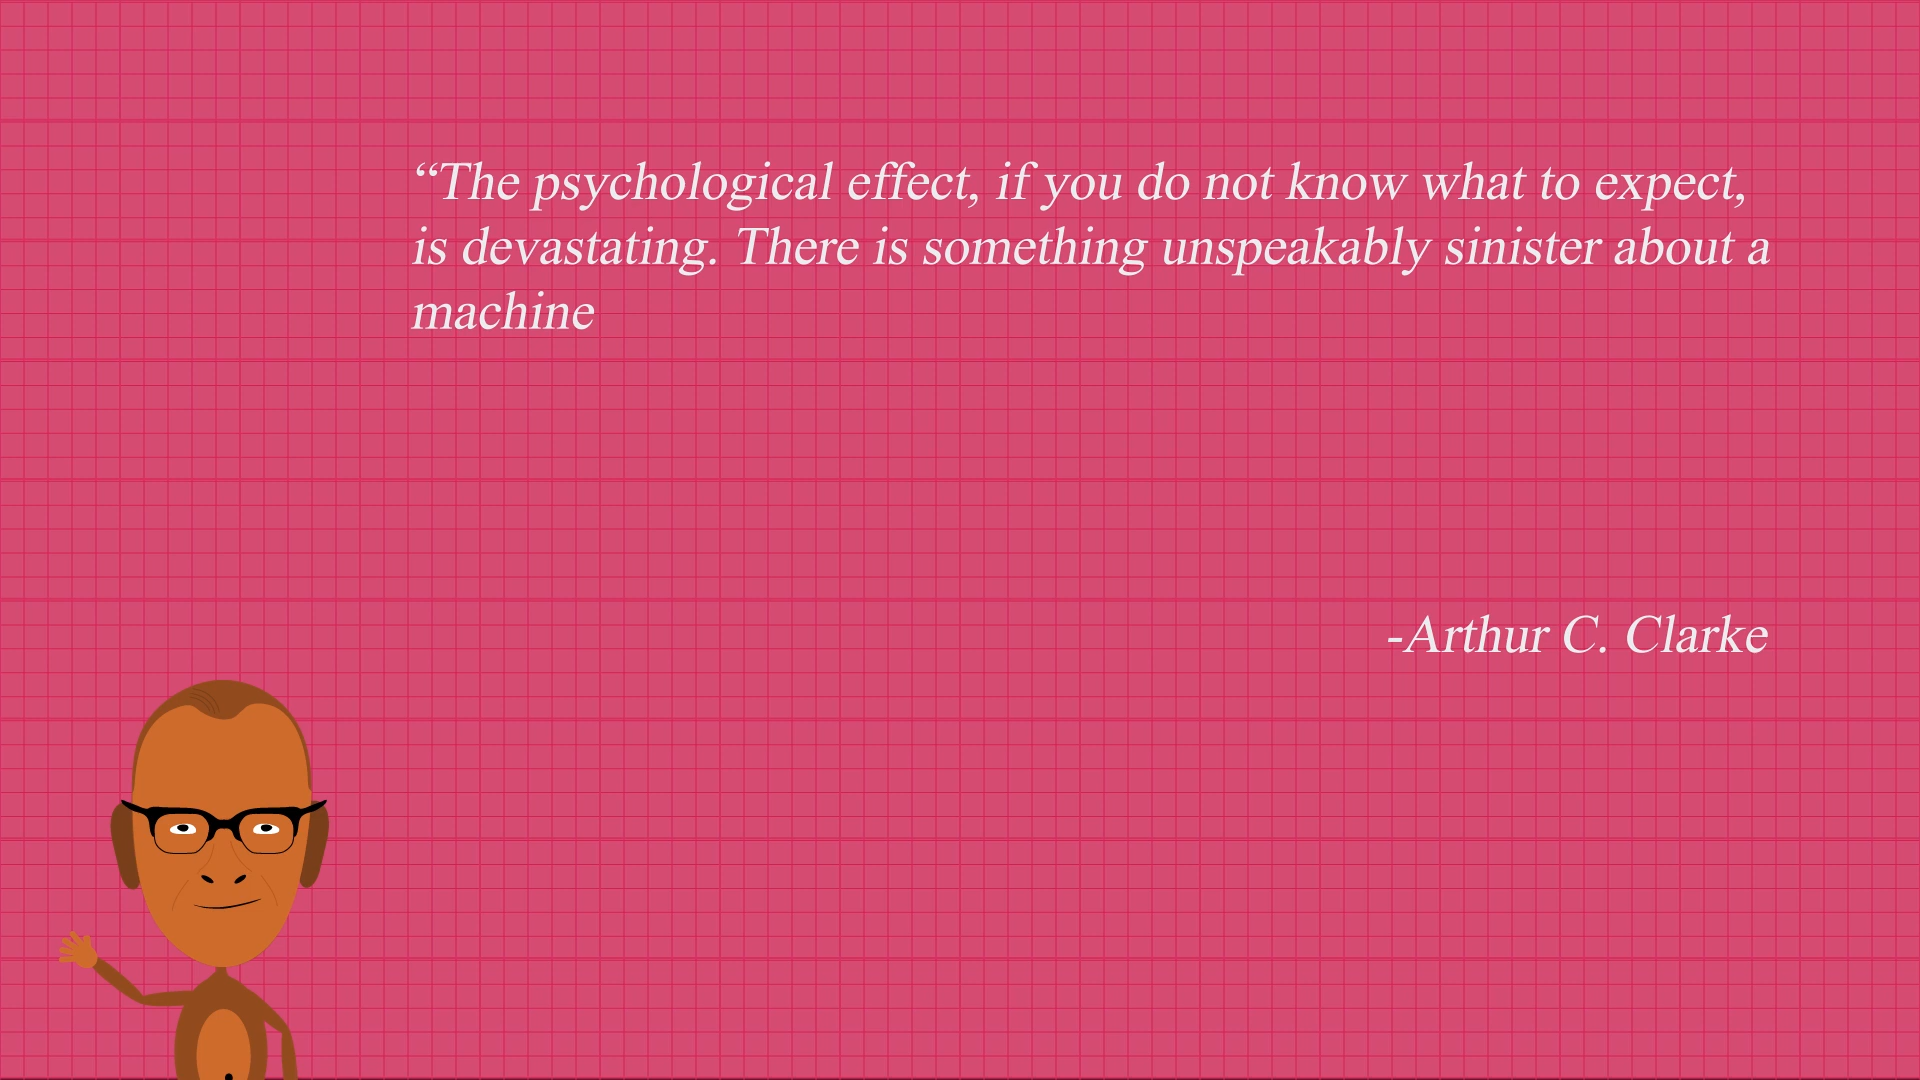 “The psychological effect, if you do not know what to expect,
is devastating. There is something unspeakably sinister about a
machine
-Arthur C. Clarke